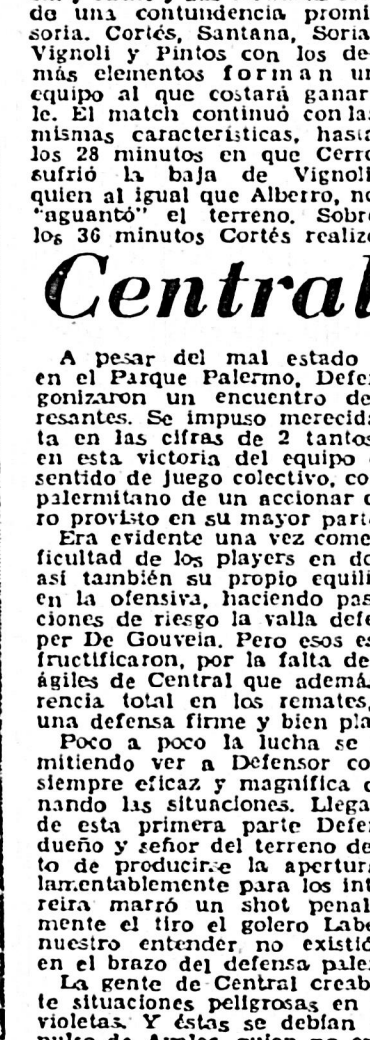 de una contundencia promi-
soria. Cortés, Santana, Soria
Vignoli y Pintos con los de-
más elementos forman un
equipo al que costará ganar-
le. El match continuó con las
mismas características, hasta
los 28 minutos en que Cerro
sufrió la baja de Vignoli
quien al igual que Alberro, no
"aguantó" el terreno. Sobre
los 36 minutos Cortés realizó
Central
A pesar del mal estado
en el Parque Palermo, Defe
gonizaron un encuentro de
resantes. Se impuso merecida
ta en las cifras de 2 tantos
en esta victoria del equipo
sentido de juego colectivo, co
palermitano de un accionar
ro provisto en su mayor parte
Era evidente una vez come
ficultad de los players en do
así también su propio equili
en la ofensiva, haciendo pas
ciones de riesgo la valla defe
per De Gouveia. Pero esos es
fructificaron, por la falta de
ágiles de Central que además
rencia total en los remates,
una defensa firme y bien pla
Poco a poco la lucha se
mitiendo ver a Defensor co
siempre eficaz y magnífica
nando las situaciones. Llega
de esta primera parte Defe
dueño y señor del terreno de
to de producirse la apertura
lamentablemente para los int
reira marró un shot penal
mente el tiro el golero Labe
nuestro entender, no existió
en el brazo del defensa pale
La gente de Central creab
te situaciones peligrosas en
violetas. Y éstas se debían